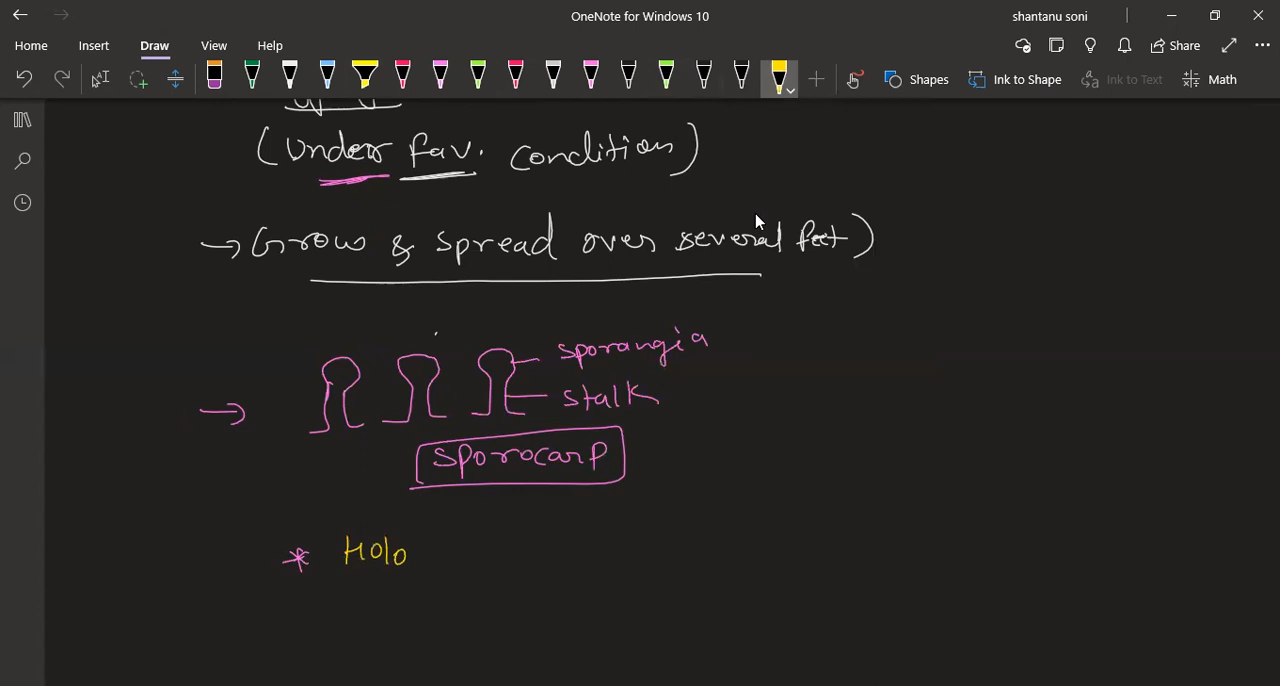 OneNote for Windows 10
shantanu soni
Home Insert Draw View Help
Share
Shapes
Ink to Shape
Ink to Text
Math
(Under fav. condition)
→ Grow & spread over several feet)
sporangia
→ stalk
sporocarp
* Holo